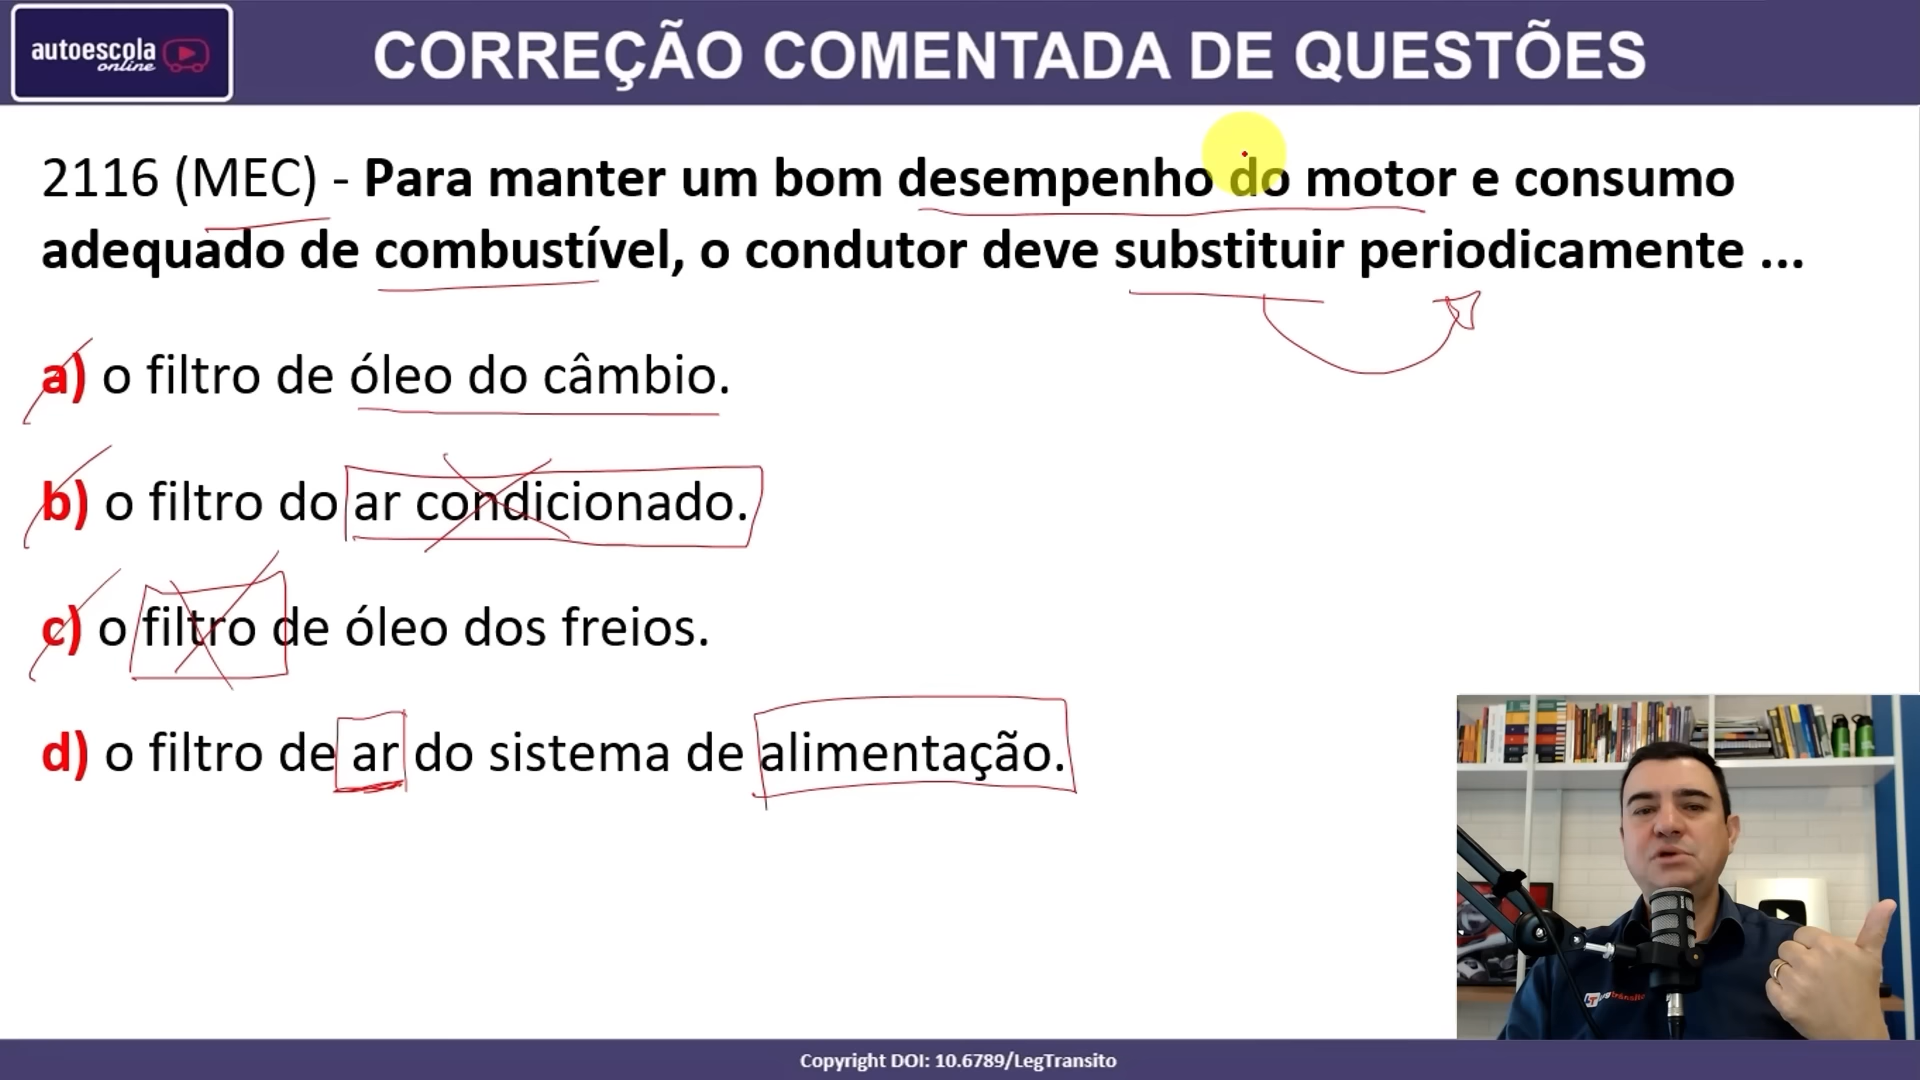 autoescola
online
CORREÇÃO COMENTADA DE QUESTÕES
2116 (MEC) - Para manter um bom desempenho do motor e consumo
adequado de combustível, o condutor deve substituir periodicamente ...
a) o filtro de óleo do câmbio.
b) o filtro do ar condicionado.
c) o filtro de óleo dos freios.
d) o filtro de ar do sistema de alimentação.
Copyright DOI: 10.6789/LegTransito